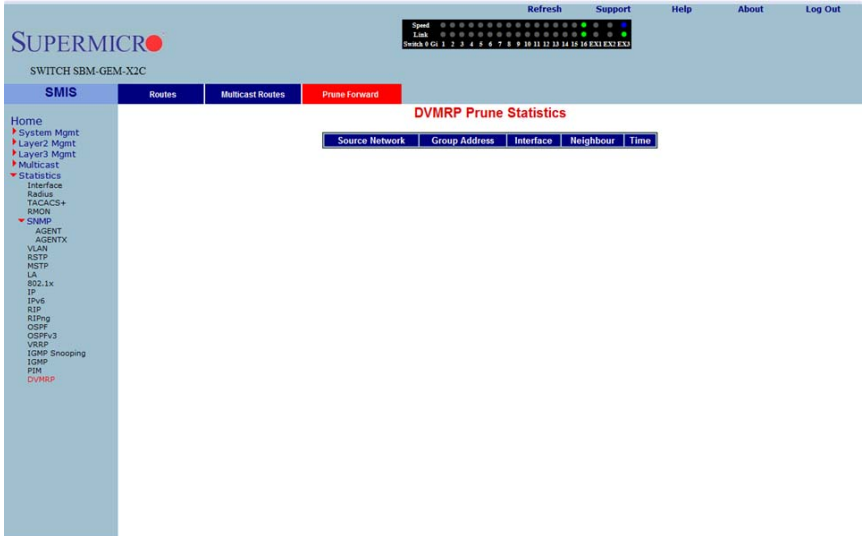 Refresh Support Help About Log Out
Speed
Link
Switch 0 Gi 1 2 3 4 5 6 7 8 9 10 11 12 13 14 15 16 EX1 EX2 EX3
SUPERMICRO
SWITCH SBM-GEM-X2C
SMIS Routes Multicast Routes Prune Forward
DVMRP Prune Statistics
Source Network Group Address Interface Neighbour Time
Home
System Mgmt
Layer2 Mgmt
Layer3 Mgmt
Multicast
Statistics
Interface
Radius
TACACS+
RMON
SNMP
AGENT
AGENTX
VLAN
RSTP
MSTP
LA
802.1x
IP
IPv6
RIP
RIPng
OSPF
OSPFv3
VRRP
IGMP Snooping
IGMP
PIM
DVMRP